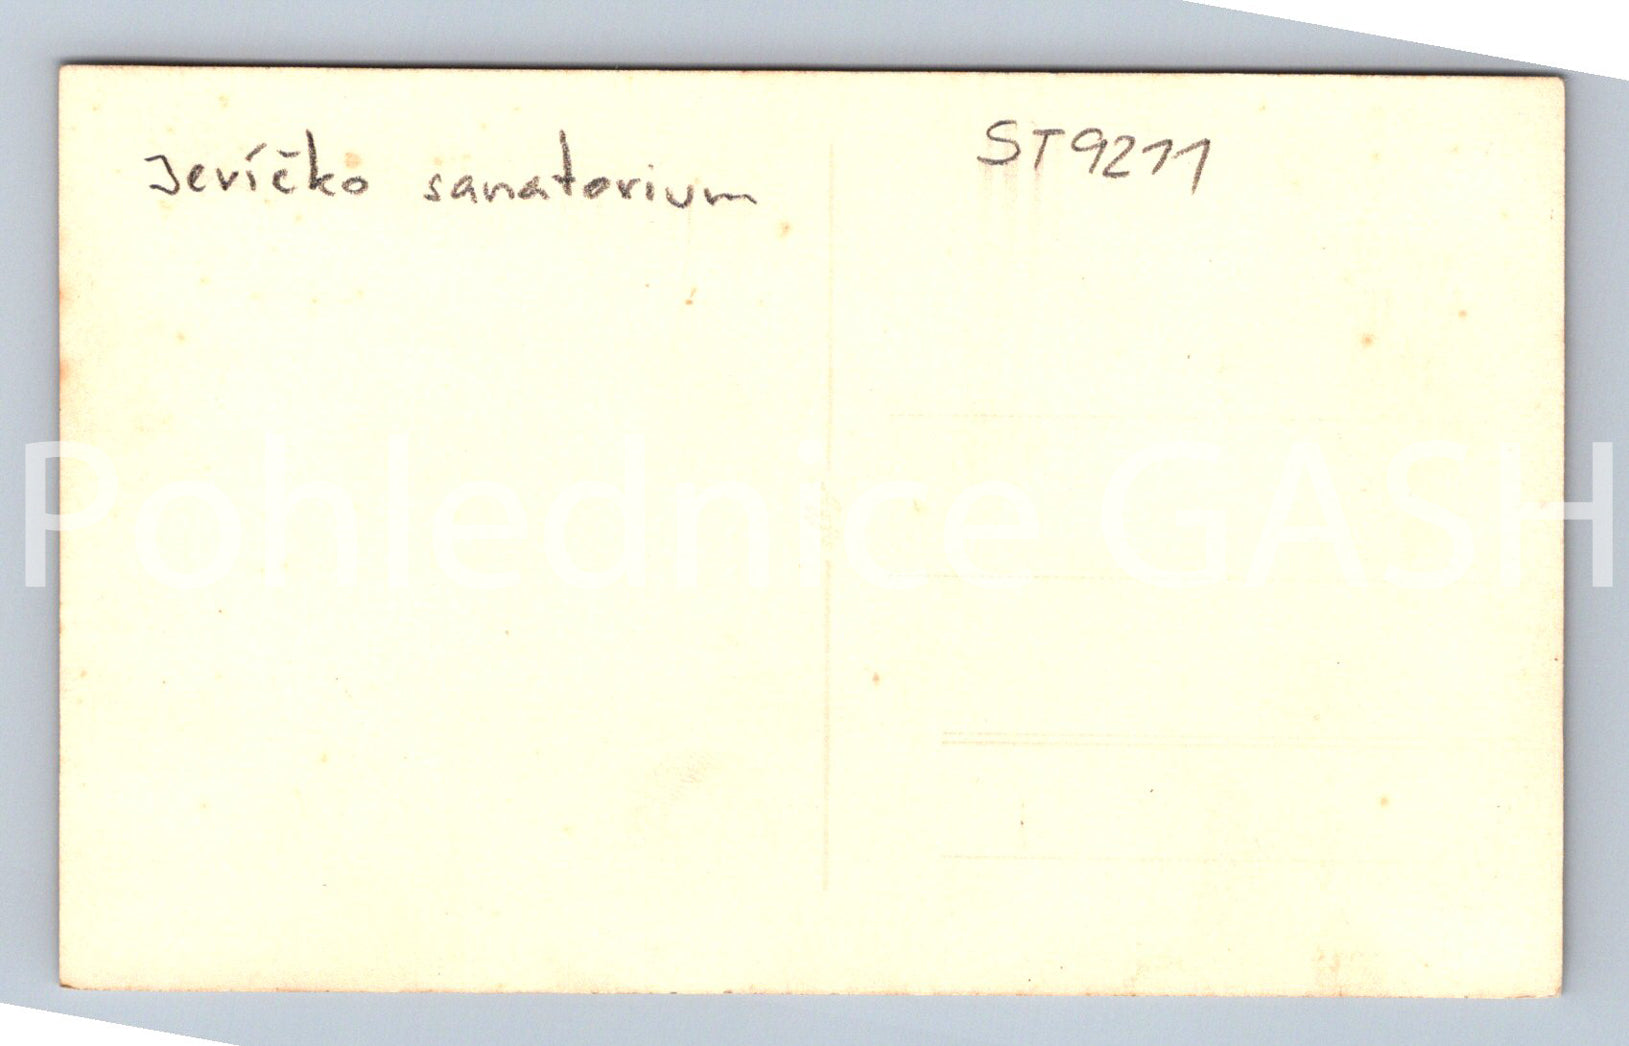 Jevíčko sanatorium
ST9211
Pohlednice GASH